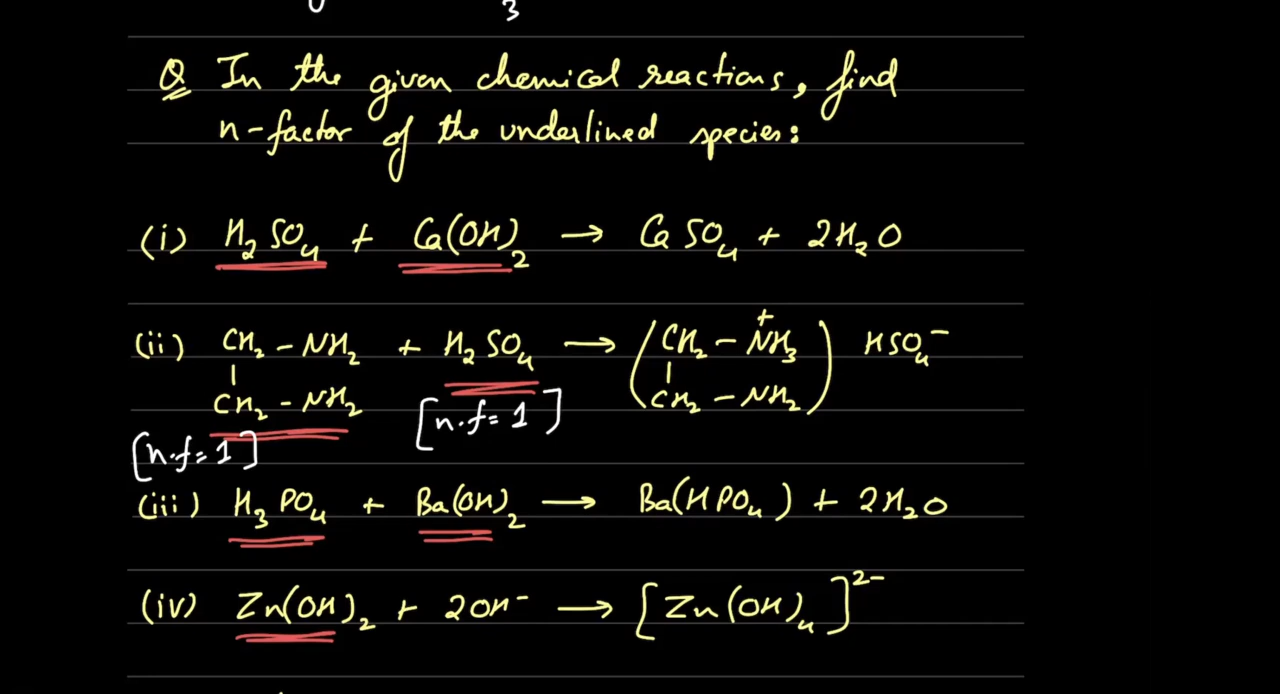 3
Q In the given chemical reactions, find
n-factor of the underlined species:
(i) H₂SO₄ + Ca(OH)₂ → CaSO₄ + 2H₂O
(ii) CH₂ - NH₂ + H₂SO₄ → (CH₂ - N⁺H₃ ) HSO₄⁻
| |
CH₂ - NH₂ CH₂ - NH₂
[n.f= 1] [n.f= 1]
(iii) H₃PO₄ + Ba(OH)₂ → Ba(HPO₄) + 2H₂O
(iv) Zn(OH)₂ + 2OH⁻ → [Zn(OH)₄]²⁻